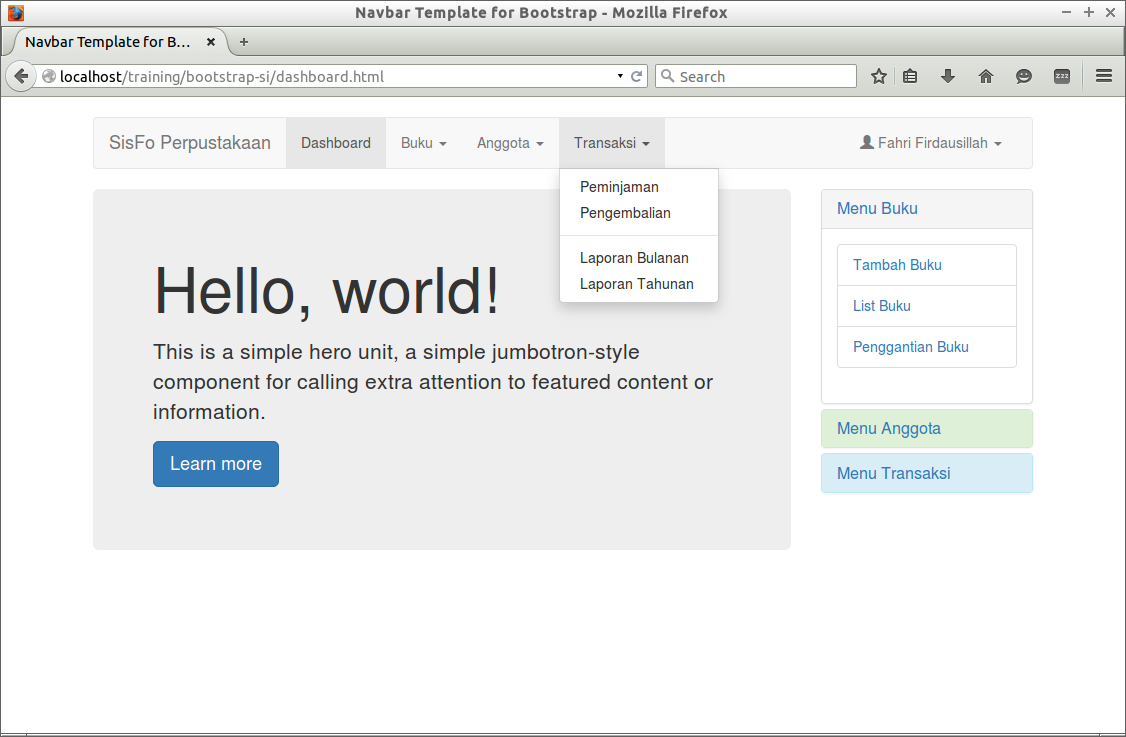 Navbar Template for Bootstrap - Mozilla Firefox
Navbar Template for B...
localhost/training/bootstrap-si/dashboard.html
Search
zzz
SisFo Perpustakaan Dashboard Buku Anggota Transaksi Fahri Firdausillah
Peminjaman
Pengembalian
Laporan Bulanan
Laporan Tahunan
Hello, world!
This is a simple hero unit, a simple jumbotron-style
component for calling extra attention to featured content or
information.
Learn more
Menu Buku
Tambah Buku
List Buku
Penggantian Buku
Menu Anggota
Menu Transaksi